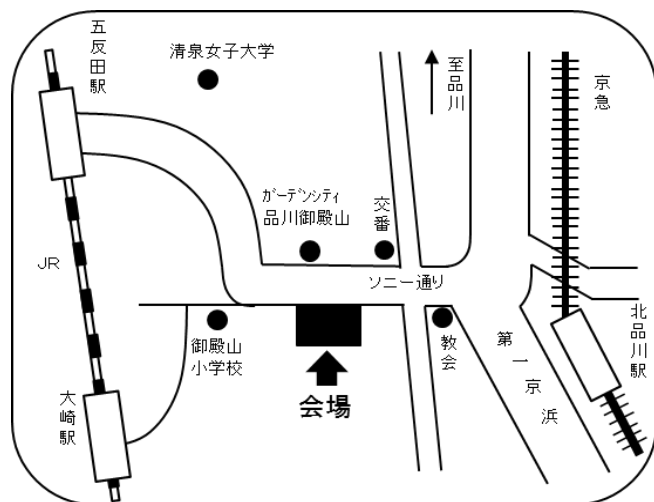 五反田駅
清泉女子大学
至品川
京急
ガーデンシティ
品川御殿山
交番
JR
ソニー通り
御殿山
小学校
教会
第一京浜
北品川駅
大崎駅
会場